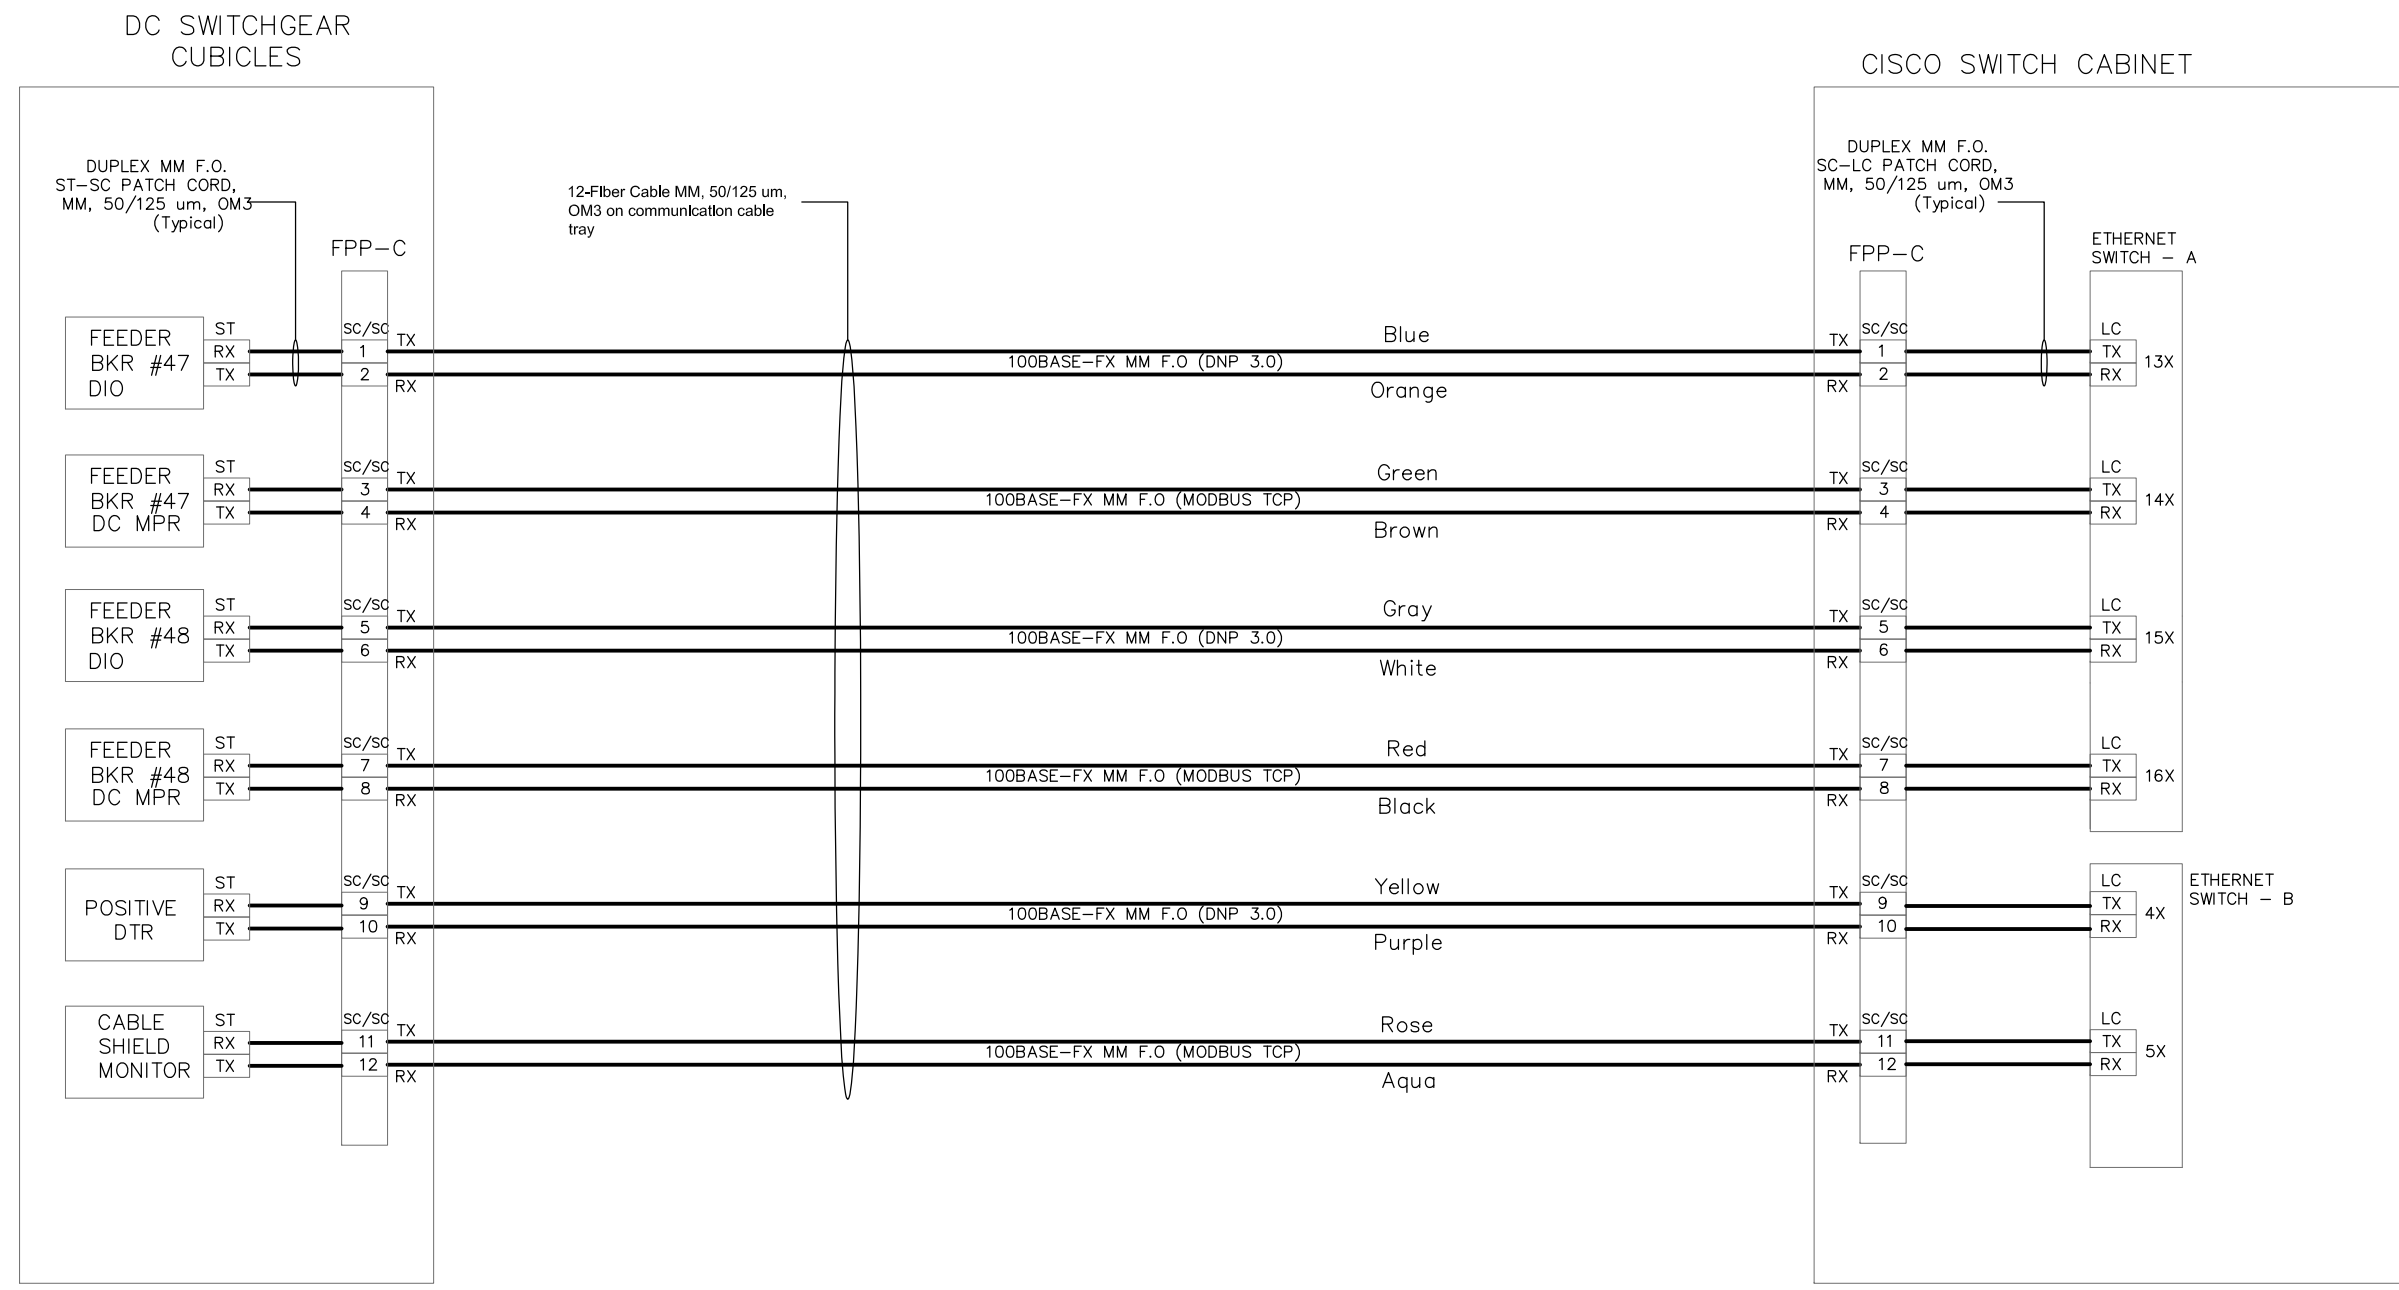 DC SWITCHGEAR
CUBICLES
CISCO SWITCH CABINET
DUPLEX MM F.O.
ST-SC PATCH CORD,
MM, 50/125 um, OM3
(Typical)
12-Fiber Cable MM, 50/125 um,
OM3 on communication cable
tray
DUPLEX MM F.O.
SC-LC PATCH CORD,
MM, 50/125 um, OM3
(Typical)
FPP-C
FPP-C
ETHERNET
SWITCH - A
FEEDER
BKR #47
DIO
ST
RX
TX
SC/SC
1
2
TX
RX
Blue
100BASE-FX MM F.O (DNP 3.0)
Orange
TX
RX
SC/SC
1
2
LC
TX
RX
13X
FEEDER
BKR #47
DC MPR
ST
RX
TX
SC/SC
3
4
TX
RX
Green
100BASE-FX MM F.O (MODBUS TCP)
Brown
TX
RX
SC/SC
3
4
LC
TX
RX
14X
FEEDER
BKR #48
DIO
ST
RX
TX
SC/SC
5
6
TX
RX
Gray
100BASE-FX MM F.O (DNP 3.0)
White
TX
RX
SC/SC
5
6
LC
TX
RX
15X
FEEDER
BKR #48
DC MPR
ST
RX
TX
SC/SC
7
8
TX
RX
Red
100BASE-FX MM F.O (MODBUS TCP)
Black
TX
RX
SC/SC
7
8
LC
TX
RX
16X
POSITIVE
DTR
ST
RX
TX
SC/SC
9
10
TX
RX
Yellow
100BASE-FX MM F.O (DNP 3.0)
Purple
TX
RX
SC/SC
9
10
LC
TX
RX
4X
ETHERNET
SWITCH - B
CABLE
SHIELD
MONITOR
ST
RX
TX
SC/SC
11
12
TX
RX
Rose
100BASE-FX MM F.O (MODBUS TCP)
Aqua
TX
RX
SC/SC
11
12
LC
TX
RX
5X